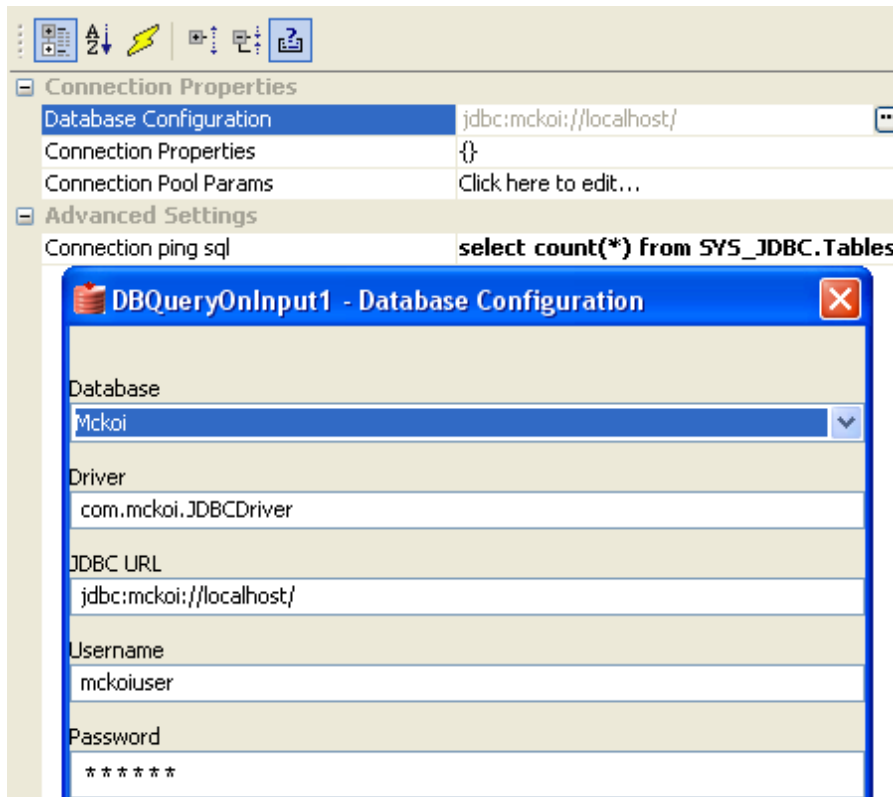 Connection Properties
Database Configuration jdbc:mckoi://localhost/
Connection Properties {}
Connection Pool Params Click here to edit...
Advanced Settings
Connection ping sql select count(*) from SYS_JDBC.Tables
DBQueryOnInput1 - Database Configuration
Database
Mckoi
Driver
com.mckoi.JDBCDriver
JDBC URL
jdbc:mckoi://localhost/
Username
mckoiuser
Password
******